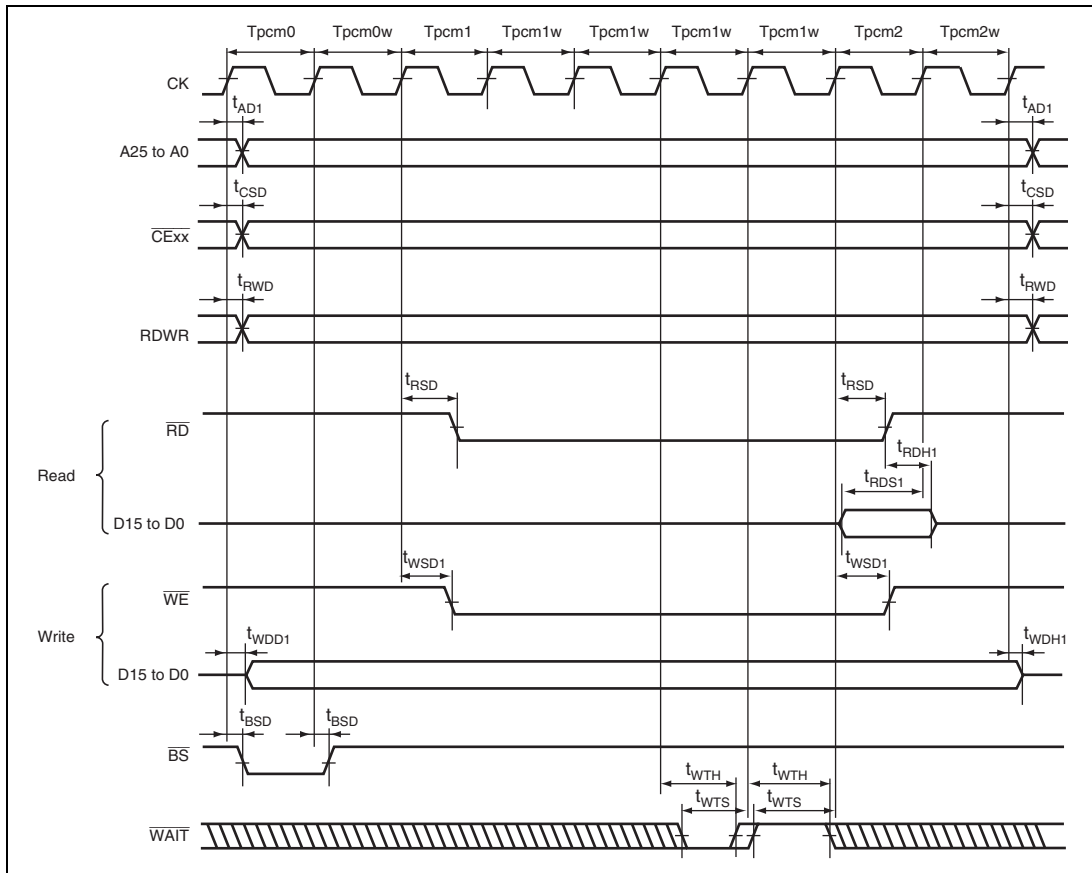 Tpcm0 Tpcm0w Tpcm1 Tpcm1w Tpcm1w Tpcm1w Tpcm1w Tpcm2 Tpcm2w
CK
tAD1 tAD1
A25 to A0
tCSD tCSD
CExx
tRWD tRWD
RDWR
tRSD tRSD
RD
tRDH1
Read
tRDS1
D15 to D0
tWSD1 tWSD1
WE
Write
tWDD1 tWDH1
D15 to D0
tBSD tBSD
BS
tWTH tWTH
tWTS tWTS
WAIT